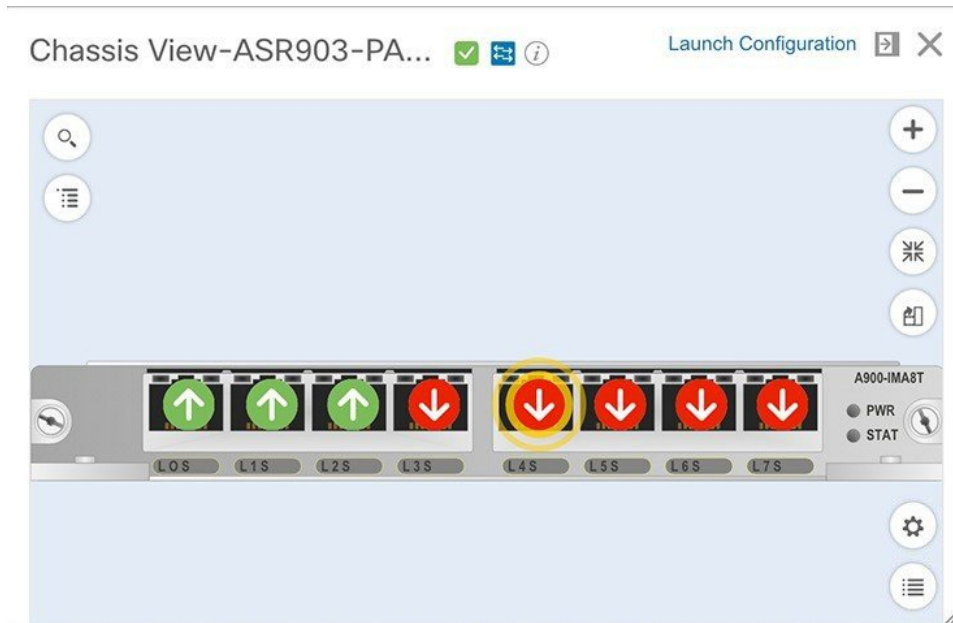 Chassis View-ASR903-PA...
Launch Configuration
A900-IMA8T
PWR
STAT
L0S L1S L2S L3S L4S L5S L6S L7S